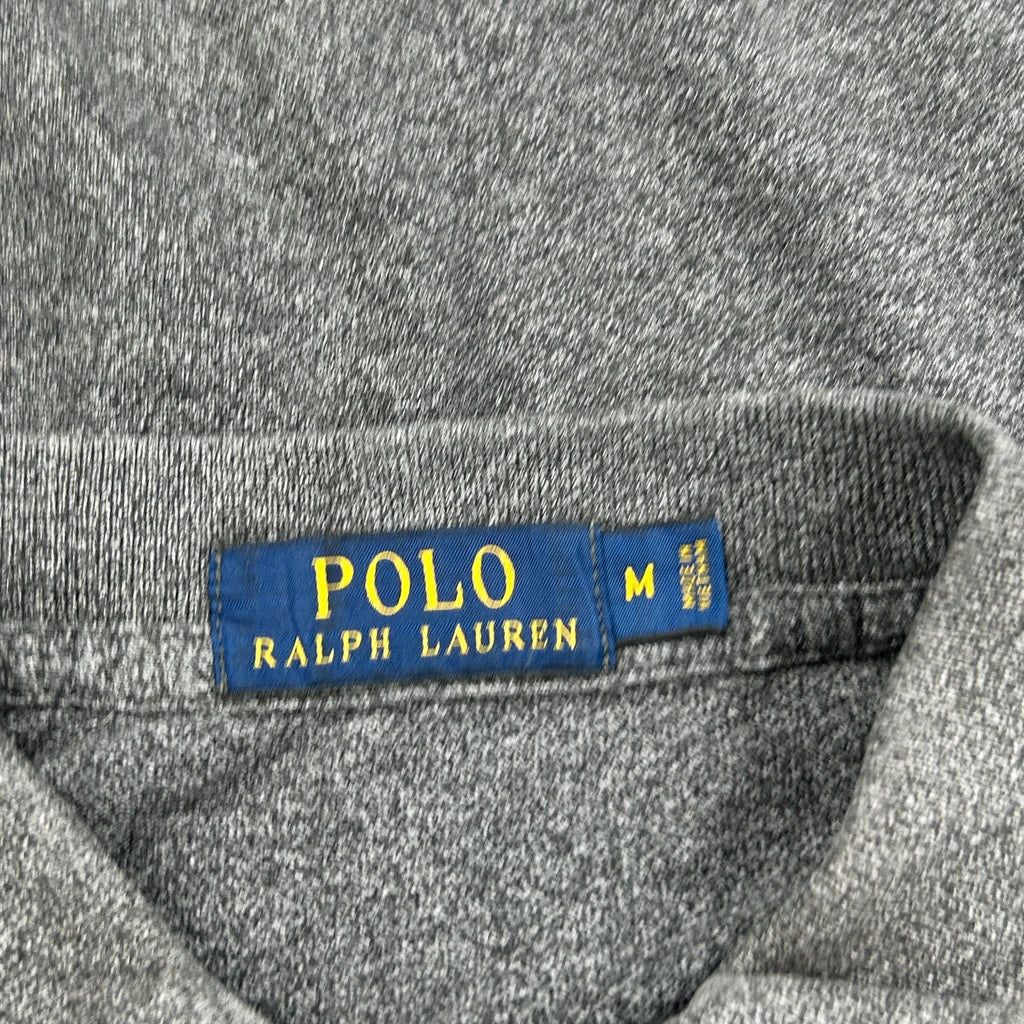 POLO
RALPH LAUREN
M
MADE IN
VIETNAM